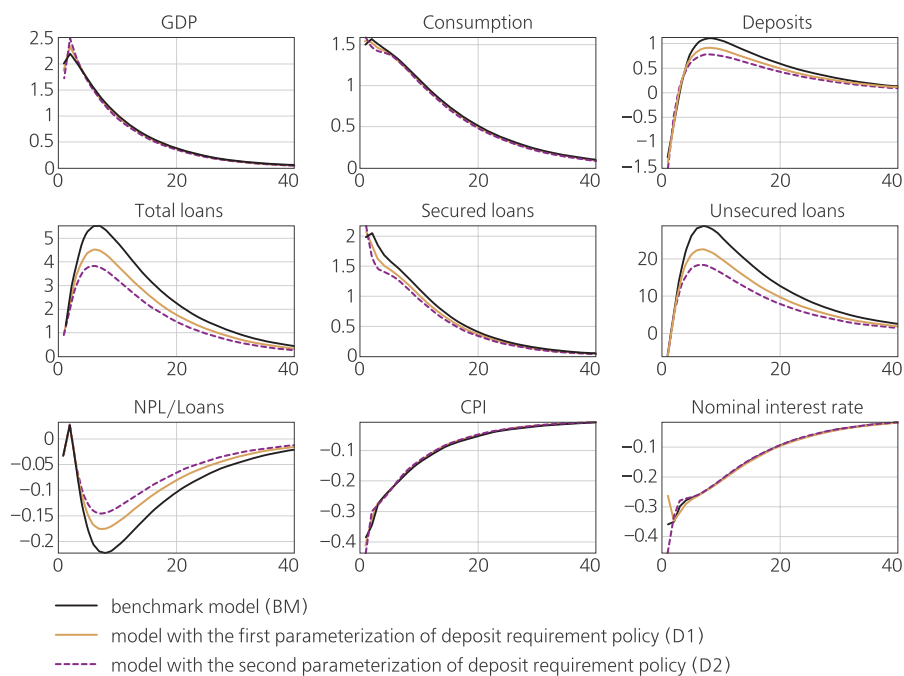 GDP
2.5
2
1.5
1
0.5
0
0 20 40
Consumption
1.5
1
0.5
0
0 20 40
Deposits
1
0.5
0
−0.5
−1
−1.5
0 20 40
Total loans
5
4
3
2
1
0
0 20 40
Secured loans
2
1.5
1
0.5
0
0 20 40
Unsecured loans
20
10
0
0 20 40
NPL/Loans
0
−0.05
−0.1
−0.15
−0.2
0 20 40
CPI
−0.1
−0.2
−0.3
−0.4
0 20 40
Nominal interest rate
−0.1
−0.2
−0.3
−0.4
0 20 40
benchmark model (BM)
model with the first parameterization of deposit requirement policy (D1)
model with the second parameterization of deposit requirement policy (D2)